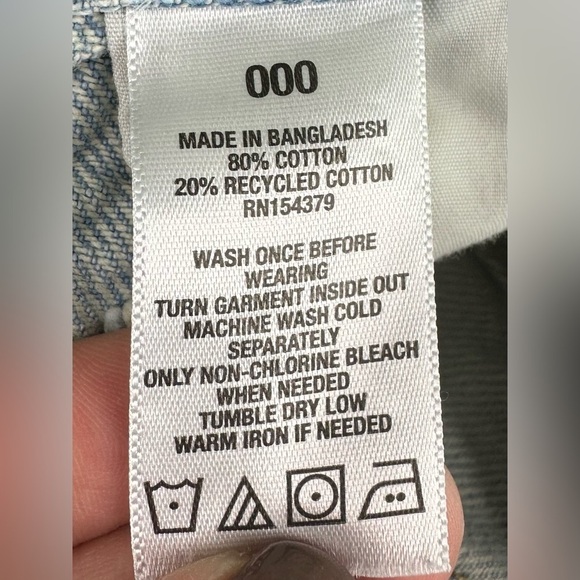 000
MADE IN BANGLADESH
80% COTTON
20% RECYCLED COTTON
RN154379
WASH ONCE BEFORE
WEARING
TURN GARMENT INSIDE OUT
MACHINE WASH COLD
SEPARATELY
ONLY NON-CHLORINE BLEACH
WHEN NEEDED
TUMBLE DRY LOW
WARM IRON IF NEEDED